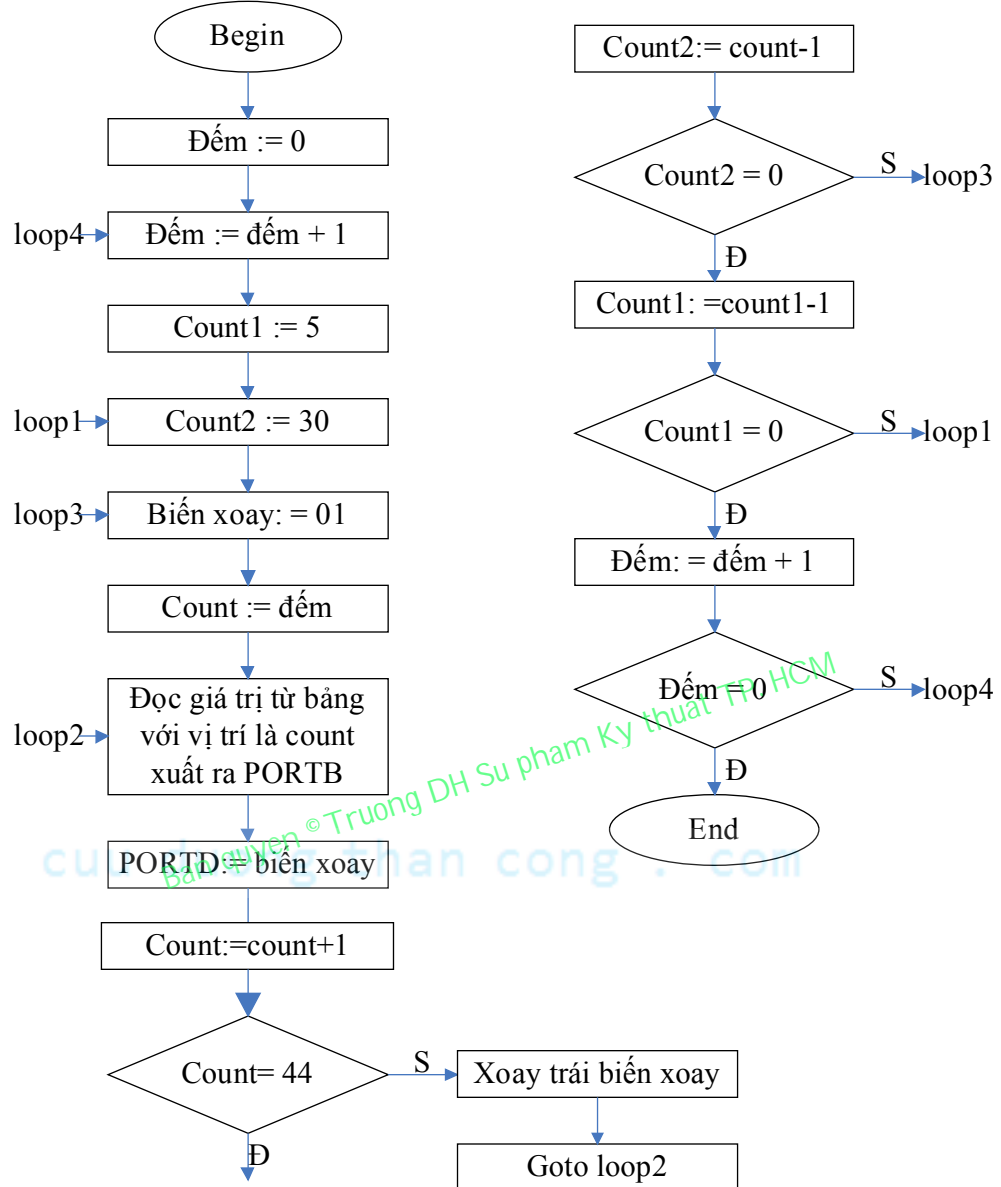 Begin
Đếm := 0
loop4
Đếm := đếm + 1
Count1 := 5
loop1
Count2 := 30
loop3
Biến xoay: = 01
Count := đếm
loop2
Đọc giá trị từ bảng
với vị trí là count
xuất ra PORTB
PORTD:= biến xoay
Count:=count+1
Count= 44
S
Xoay trái biến xoay
Goto loop2
Đ
Count2:= count-1
Count2 = 0
S
loop3
Đ
Count1: =count1-1
Count1 = 0
S
loop1
Đ
Đếm: = đếm + 1
Đếm = 0
S
loop4
Đ
End
Ban quyen © Truong DH Su pham Ky thuat TP. HCM
cuu duong than cong . com